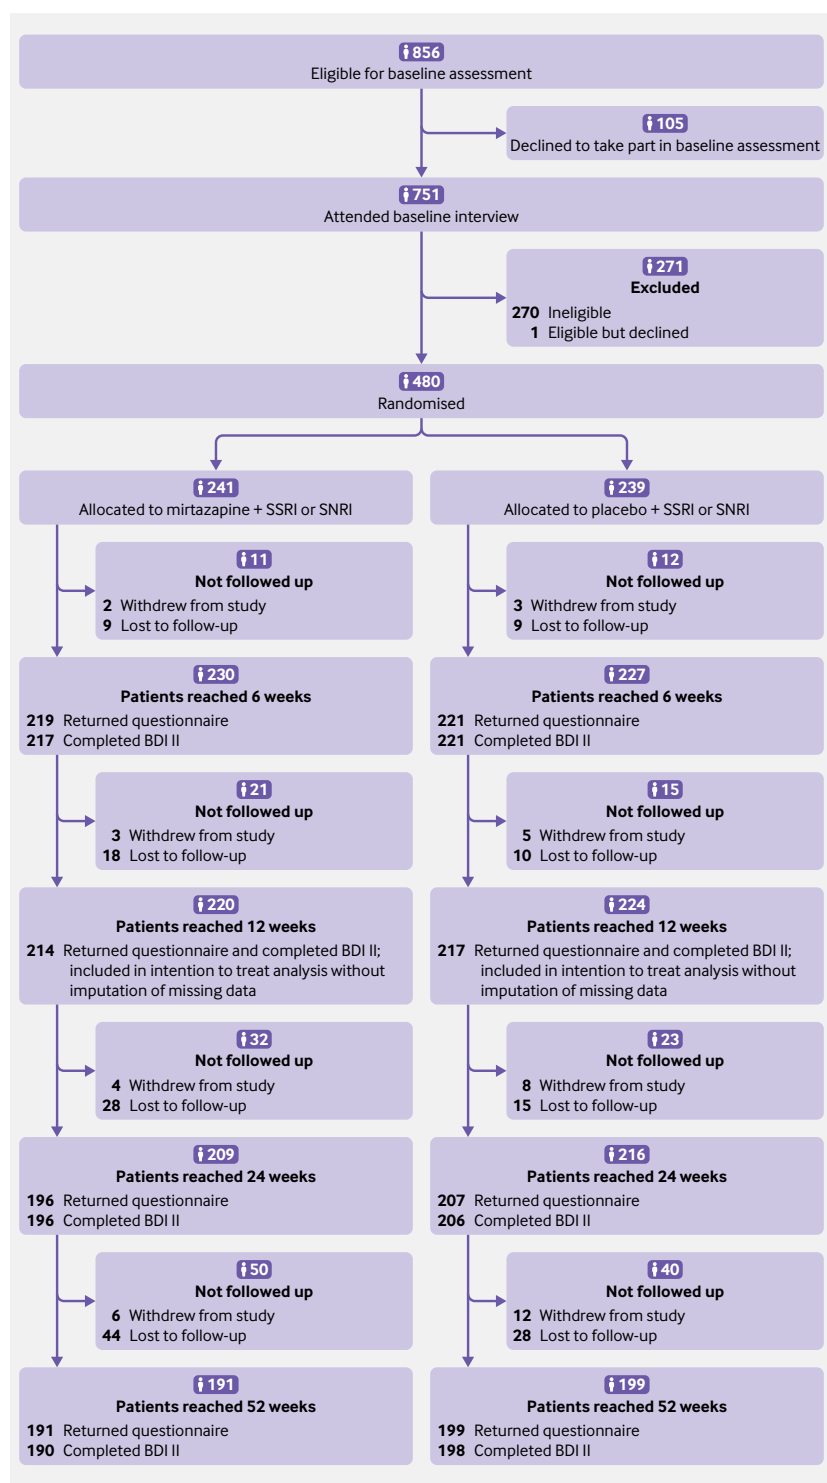 856
Eligible for baseline assessment
105
Declined to take part in baseline assessment
751
Attended baseline interview
271
Excluded
270 Ineligible
1 Eligible but declined
480
Randomised
241
Allocated to mirtazapine + SSRI or SNRI
11
Not followed up
2 Withdrew from study
9 Lost to follow-up
230
Patients reached 6 weeks
219 Returned questionnaire
217 Completed BDI II
21
Not followed up
3 Withdrew from study
18 Lost to follow-up
220
Patients reached 12 weeks
214 Returned questionnaire and completed BDI II;
included in intention to treat analysis without
imputation of missing data
32
Not followed up
4 Withdrew from study
28 Lost to follow-up
209
Patients reached 24 weeks
196 Returned questionnaire
196 Completed BDI II
50
Not followed up
6 Withdrew from study
44 Lost to follow-up
191
Patients reached 52 weeks
191 Returned questionnaire
190 Completed BDI II
239
Allocated to placebo + SSRI or SNRI
12
Not followed up
3 Withdrew from study
9 Lost to follow-up
227
Patients reached 6 weeks
221 Returned questionnaire
221 Completed BDI II
15
Not followed up
5 Withdrew from study
10 Lost to follow-up
224
Patients reached 12 weeks
217 Returned questionnaire and completed BDI II;
included in intention to treat analysis without
imputation of missing data
23
Not followed up
8 Withdrew from study
15 Lost to follow-up
216
Patients reached 24 weeks
207 Returned questionnaire
206 Completed BDI II
40
Not followed up
12 Withdrew from study
28 Lost to follow-up
199
Patients reached 52 weeks
199 Returned questionnaire
198 Completed BDI II